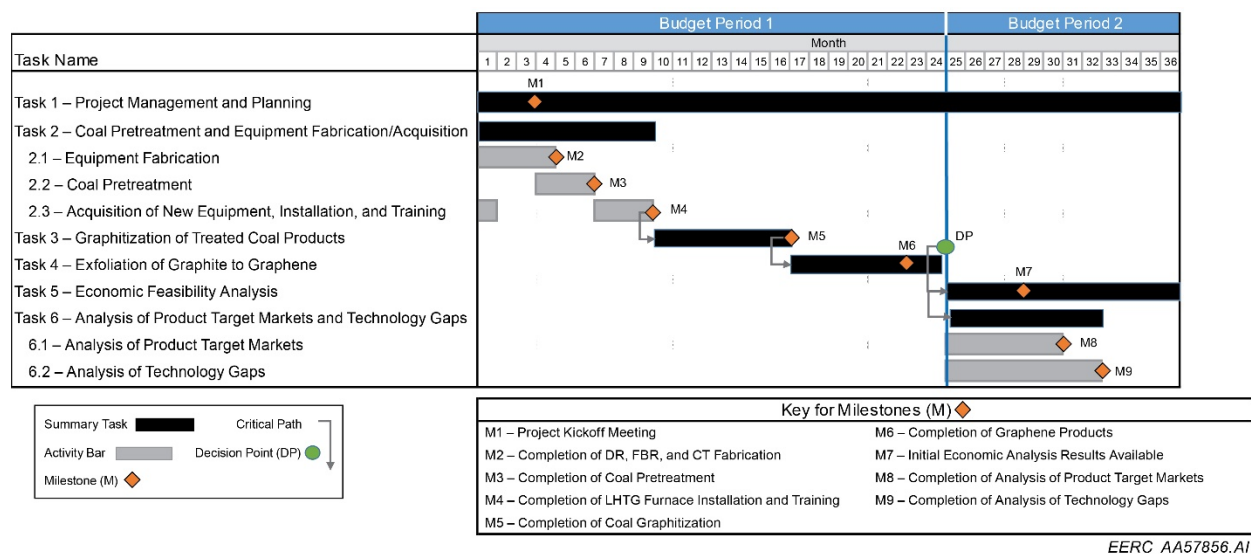 Budget Period 1 Budget Period 2
Month
Task Name
1 2 3 4 5 6 7 8 9 10 11 12 13 14 15 16 17 18 19 20 21 22 23 24 25 26 27 28 29 30 31 32 33 34 35 36
M1
Task 1 – Project Management and Planning
Task 2 – Coal Pretreatment and Equipment Fabrication/Acquisition
2.1 – Equipment Fabrication M2
2.2 – Coal Pretreatment M3
2.3 – Acquisition of New Equipment, Installation, and Training M4
Task 3 – Graphitization of Treated Coal Products M5 DP
M6
Task 4 – Exfoliation of Graphite to Graphene
M7
Task 5 – Economic Feasibility Analysis
Task 6 – Analysis of Product Target Markets and Technology Gaps
6.1 – Analysis of Product Target Markets M8
6.2 – Analysis of Technology Gaps M9
Summary Task Critical Path
Activity Bar Decision Point (DP)
Milestone (M)
Key for Milestones (M)
M1 – Project Kickoff Meeting
M2 – Completion of DR, FBR, and CT Fabrication
M3 – Completion of Coal Pretreatment
M4 – Completion of LHTG Furnace Installation and Training
M5 – Completion of Coal Graphitization
M6 – Completion of Graphene Products
M7 – Initial Economic Analysis Results Available
M8 – Completion of Analysis of Product Target Markets
M9 – Completion of Analysis of Technology Gaps
EERC AA57856.AI